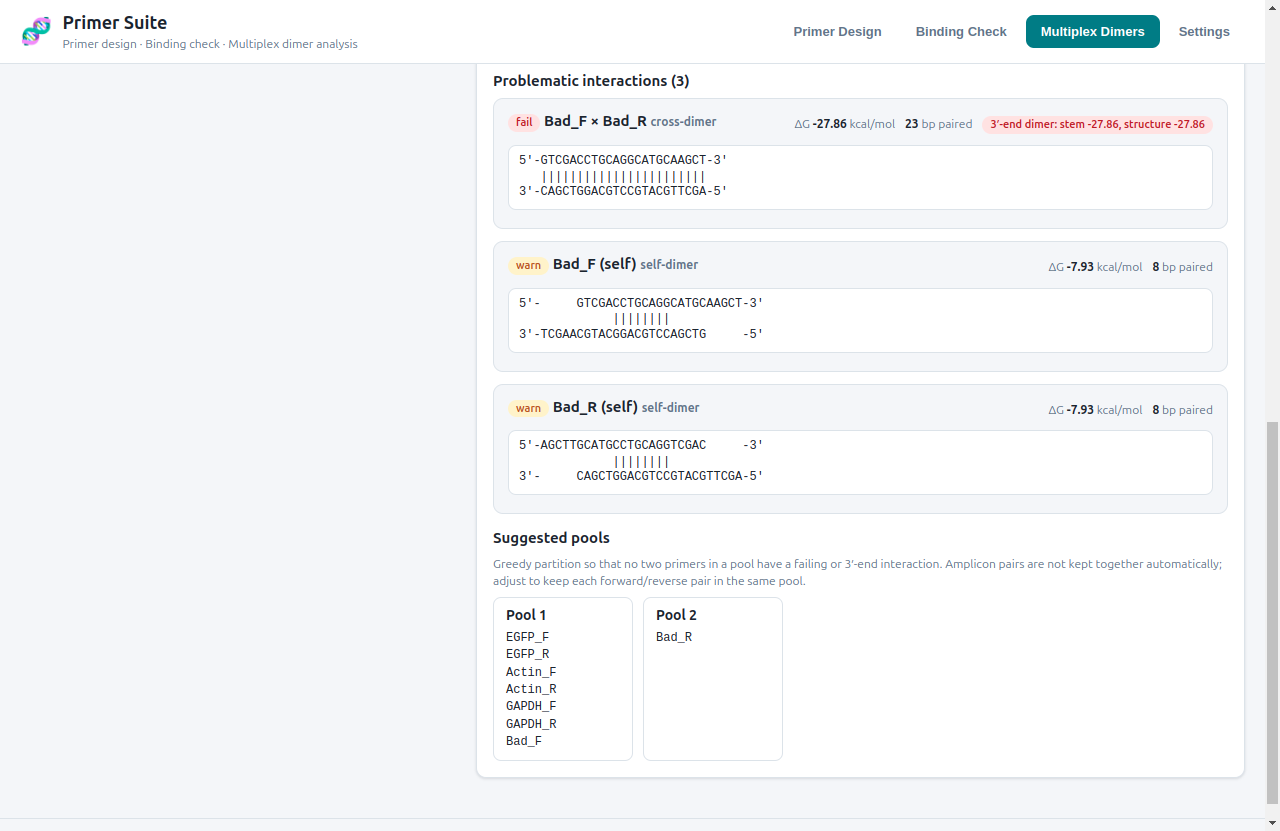 Primer Suite
Primer design · Binding check · Multiplex dimer analysis
Primer Design
Binding Check
Multiplex Dimers
Settings
Problematic interactions (3)
fail Bad_F × Bad_R cross-dimer ΔG -27.86 kcal/mol 23 bp paired 3′-end dimer: stem -27.86, structure -27.86
5'-GTCGACCTGCAGGCATGCAAGCT-3'
   |||||||||||||||||||||||
3'-CAGCTGGACGTCCGTACGTTCGA-5'
warn Bad_F (self) self-dimer ΔG -7.93 kcal/mol 8 bp paired
5'-     GTCGACCTGCAGGCATGCAAGCT-3'
             ||||||||
3'-TCGAACGTACGGACGTCCAGCTG     -5'
warn Bad_R (self) self-dimer ΔG -7.93 kcal/mol 8 bp paired
5'-AGCTTGCATGCCTGCAGGTCGAC     -3'
             ||||||||
3'-     CAGCTGGACGTCCGTACGTTCGA-5'
Suggested pools
Greedy partition so that no two primers in a pool have a failing or 3′-end interaction. Amplicon pairs are not kept together automatically;
adjust to keep each forward/reverse pair in the same pool.
Pool 1
EGFP_F
EGFP_R
Actin_F
Actin_R
GAPDH_F
GAPDH_R
Bad_F
Pool 2
Bad_R